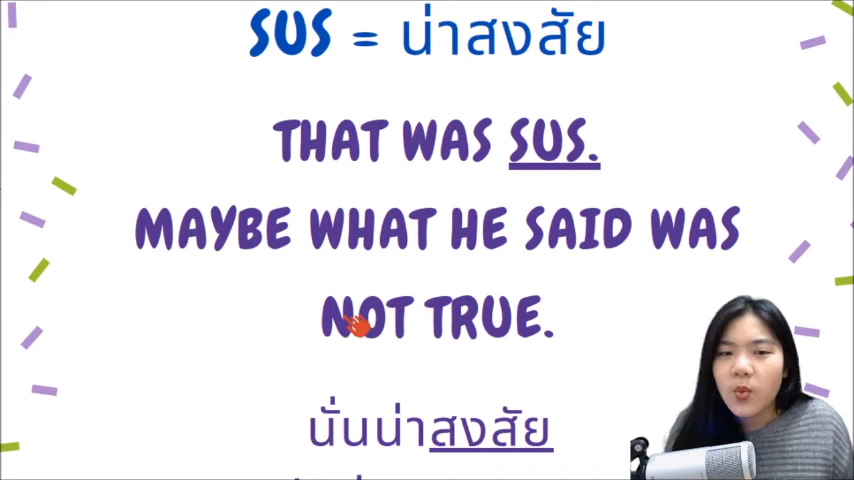 SUS = น่าสงสัย
THAT WAS SUS.
MAYBE WHAT HE SAID WAS
NOT TRUE.
นั่นน่าสงสัย